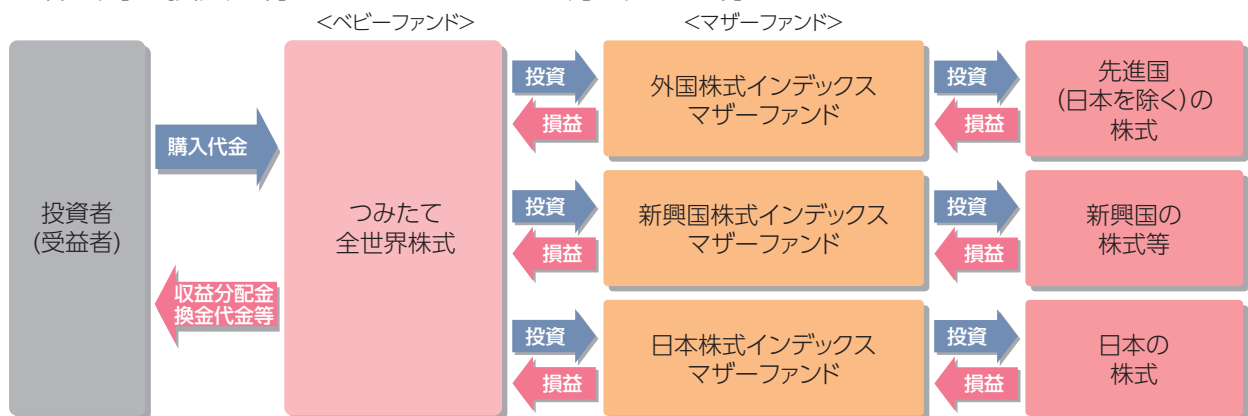 <ベビーファンド>
<マザーファンド>
投資者
(受益者)
購入代金
収益分配金
換金代金等
つみたて
全世界株式
投資
損益
外国株式インデックス
マザーファンド
投資
損益
先進国
(日本を除く)の
株式
投資
損益
新興国株式インデックス
マザーファンド
投資
損益
新興国の
株式等
投資
損益
日本株式インデックス
マザーファンド
投資
損益
日本の
株式